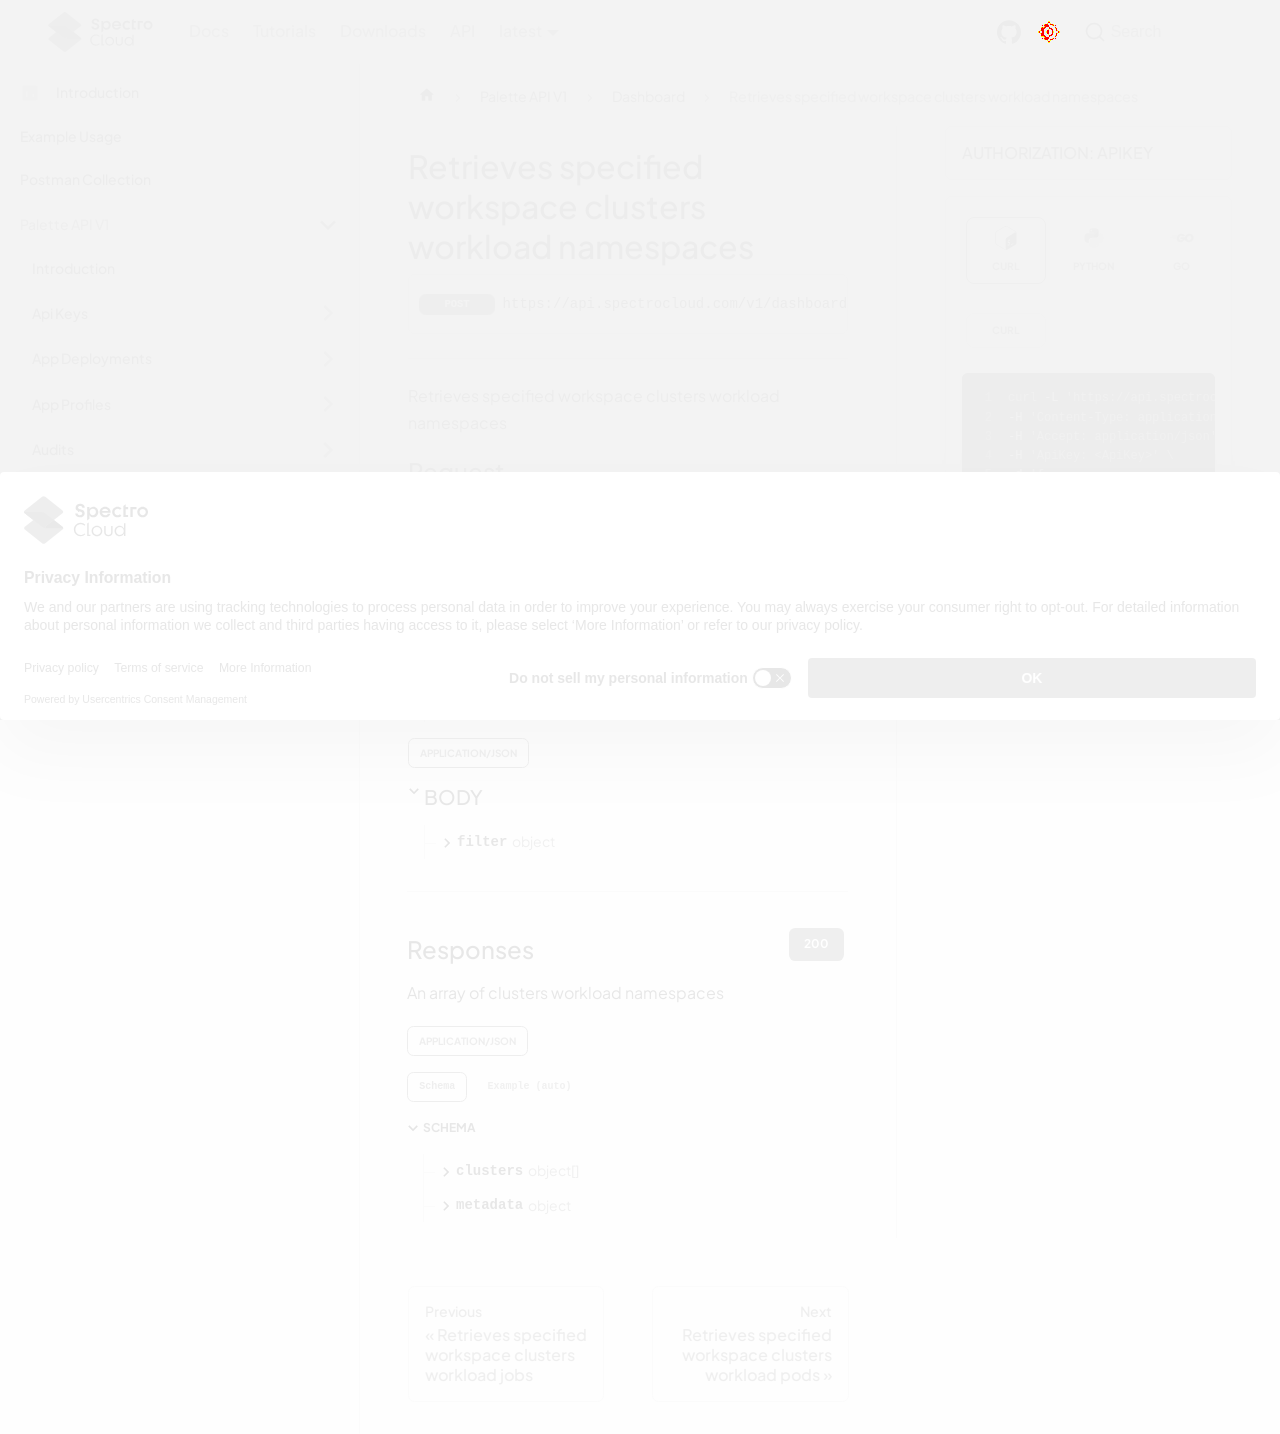 Spectro
Cloud
Docs Tutorials Downloads API latest Search
Introduction
Palette API V1 Dashboard Retrieves specified workspace clusters workload namespaces
Example Usage
Postman Collection
Palette API V1
Introduction
Api Keys
App Deployments
App Profiles
Audits
Retrieves specified
workspace clusters
workload namespaces
POST https://api.spectrocloud.com/v1/dashboard
Retrieves specified workspace clusters workload
namespaces
Request
AUTHORIZATION: APIKEY
CURL PYTHON GO
CURL
Spectro
Cloud
Privacy Information
We and our partners are using tracking technologies to process personal data in order to improve your experience. You may always exercise your consumer right to opt-out. For detailed information
about personal information we collect and third parties having access to it, please select ‘More Information’ or refer to our privacy policy.
Privacy policy Terms of service More Information
Do not sell my personal information OK
Powered by Usercentrics Consent Management
APPLICATION/JSON
BODY
filter object
Responses 200
An array of clusters workload namespaces
APPLICATION/JSON
Schema Example (auto)
SCHEMA
clusters object[]
metadata object
Previous
« Retrieves specified
workspace clusters
workload jobs
Next
Retrieves specified
workspace clusters
workload pods »